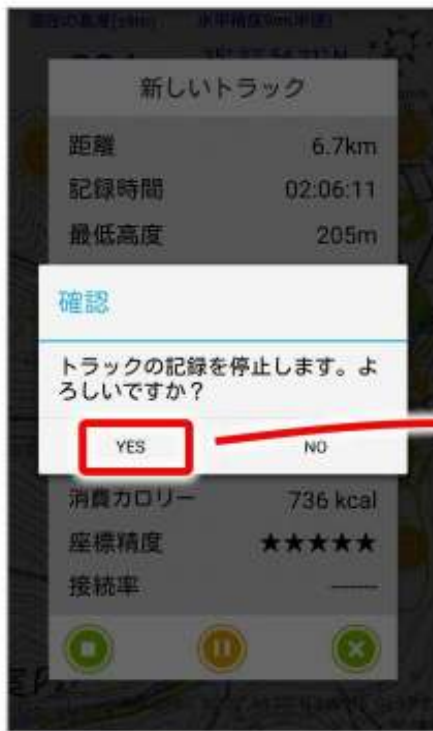 新しいトラック
距離 6.7km
記録時間 02:06:11
最低高度 205m
確認
トラックの記録を停止します。よ
ろしいですか？
YES NO
消費カロリー 736 kcal
座標精度 ★★★★★
接続率 ------